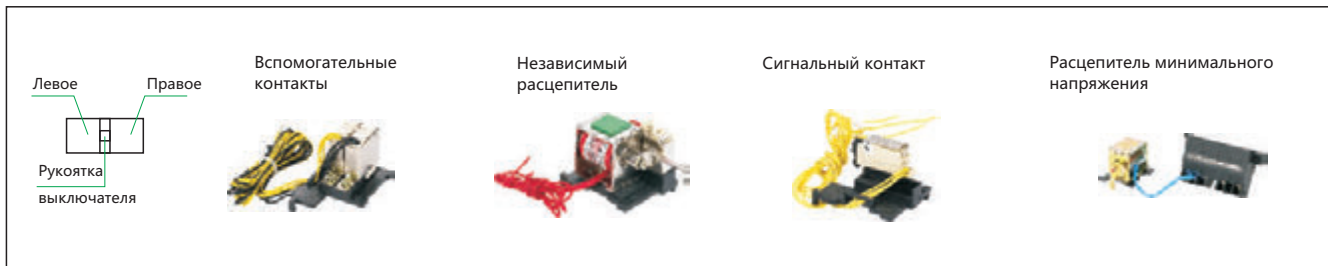 Левое
Правое
Рукоятка
выключателя
Вспомогательные
контакты
Независимый
расцепитель
Сигнальный контакт
Расцепитель минимального
напряжения